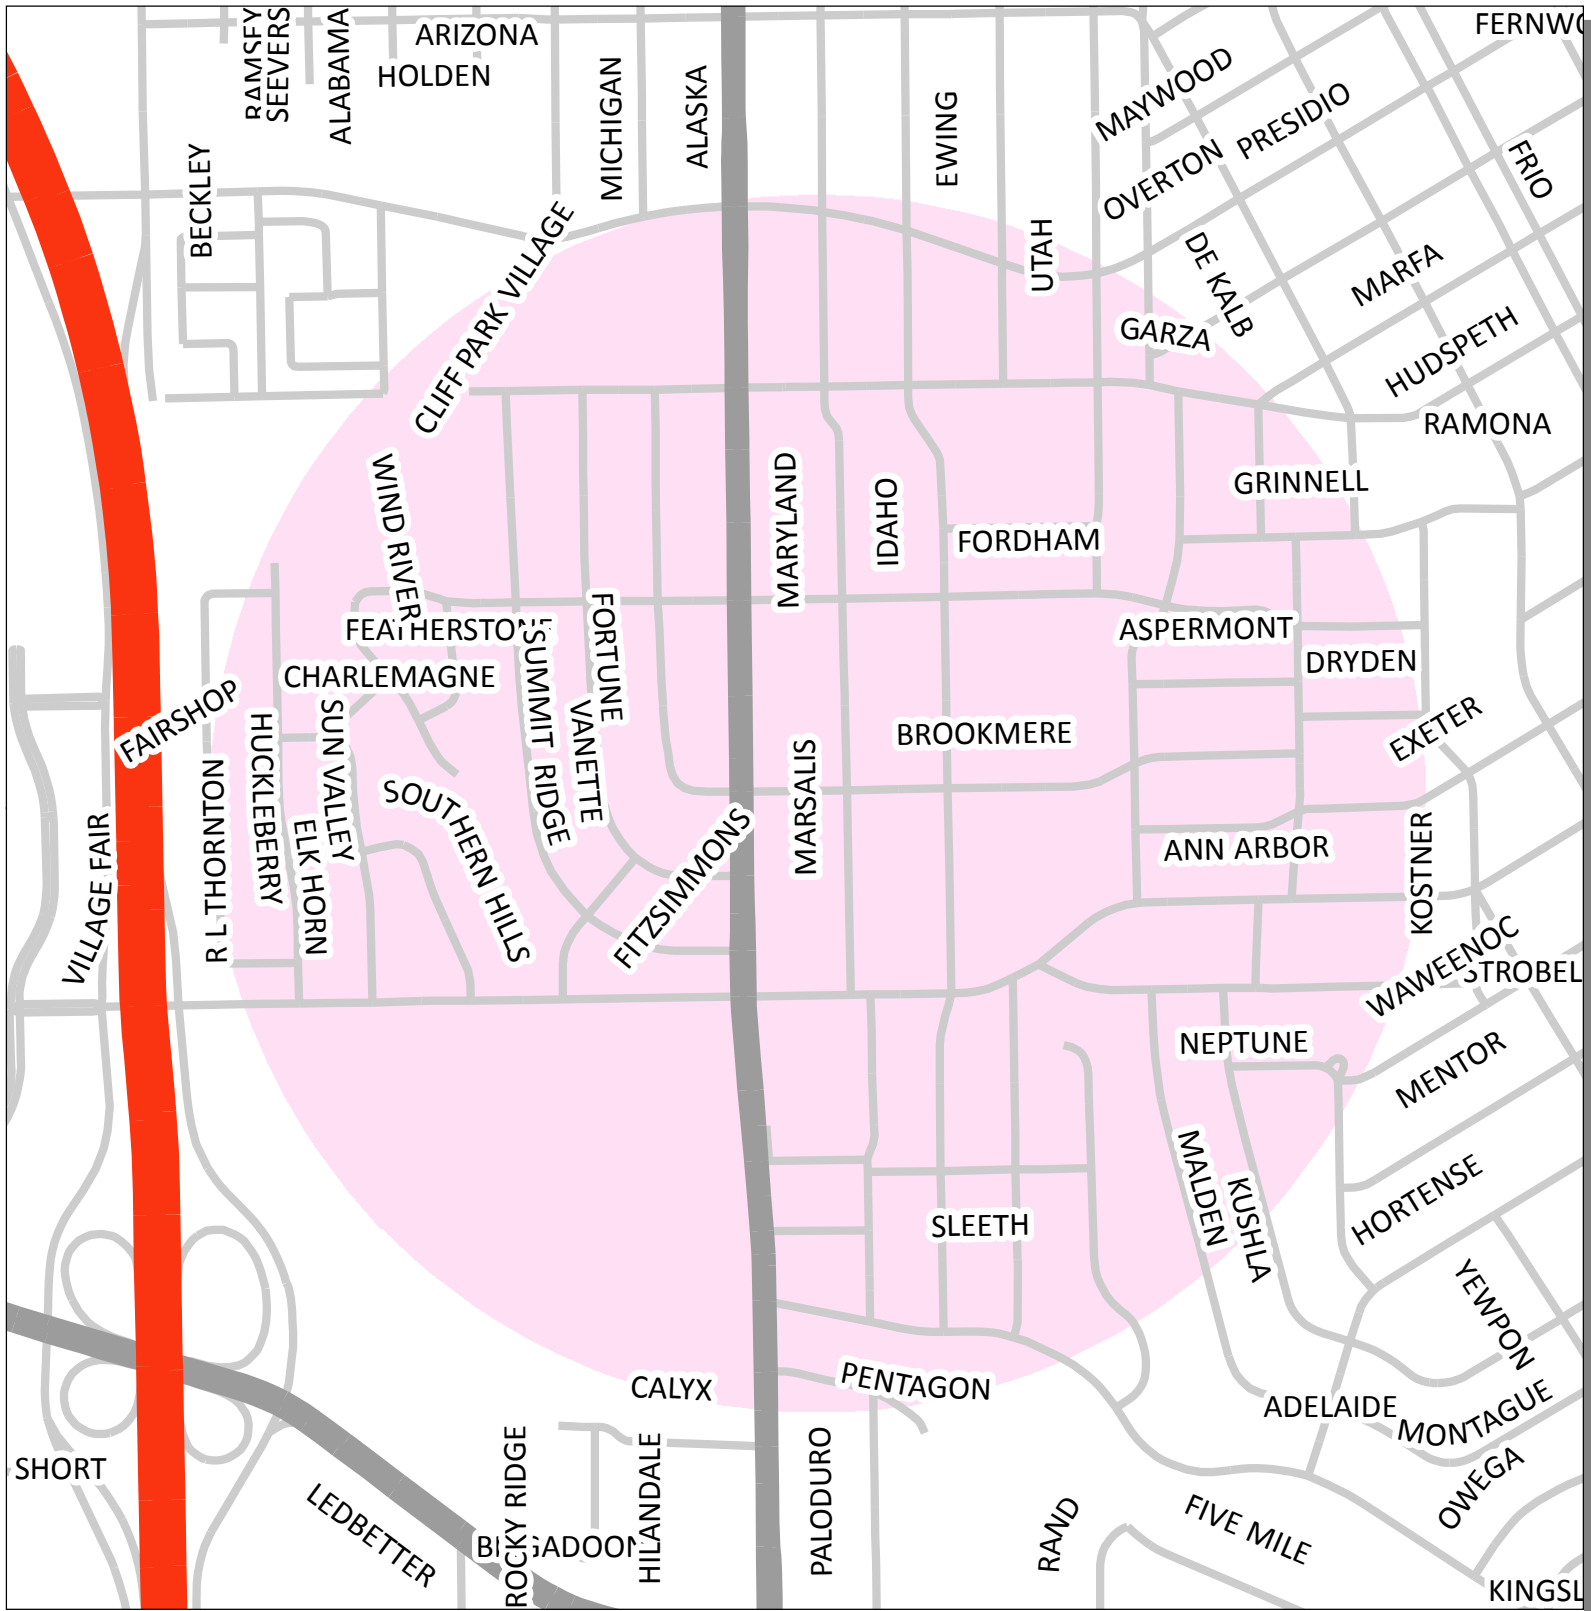 FERNWO
RAMSEY
SEEVERS
ALABAMA
ARIZONA
HOLDEN
MICHIGAN
ALASKA
EWING
MAYWOOD
PRESIDIO
OVERTON
FRIO
BECKLEY
CLIFF PARK VILLAGE
UTAH
DE KALB
MARFA
GARZA
HUDSPETH
RAMONA
WIND RIVER
MARYLAND
IDAHO
GRINNELL
FORDHAM
FEATHERSTONE
FORTUNE
ASPERMONT
DRYDEN
CHARLEMAGNE
SUMMIT RIDGE
FAIRSHOP
HUCKLEBERRY
SUN VALLEY
VANETTE
BROOKMERE
EXETER
MARSALIS
SOUTHERN HILLS
R L THORNTON
VILLAGE FAIR
ELK HORN
FITZSIMMONS
ANN ARBOR
KOSTNER
WAWEENOC
STROBEL
NEPTUNE
MENTOR
MALDEN
KUSHLA
HORTENSE
SLEETH
YEWPON
CALYX
PENTAGON
ADELAIDE
MONTAGUE
SHORT
ROCKY RIDGE
HILANDALE
PALODURO
OWEGA
LEDBETTER
RAND
FIVE MILE
KINGSL